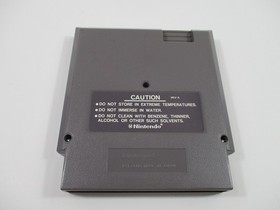 CAUTION
•DO NOT STORE IN EXTREME TEMPERATURES.
•DO NOT IMMERSE IN WATER.
•DO NOT CLEAN WITH BENZENE, THINNER,
ALCOHOL OR OTHER SUCH SOLVENTS.
Nintendo